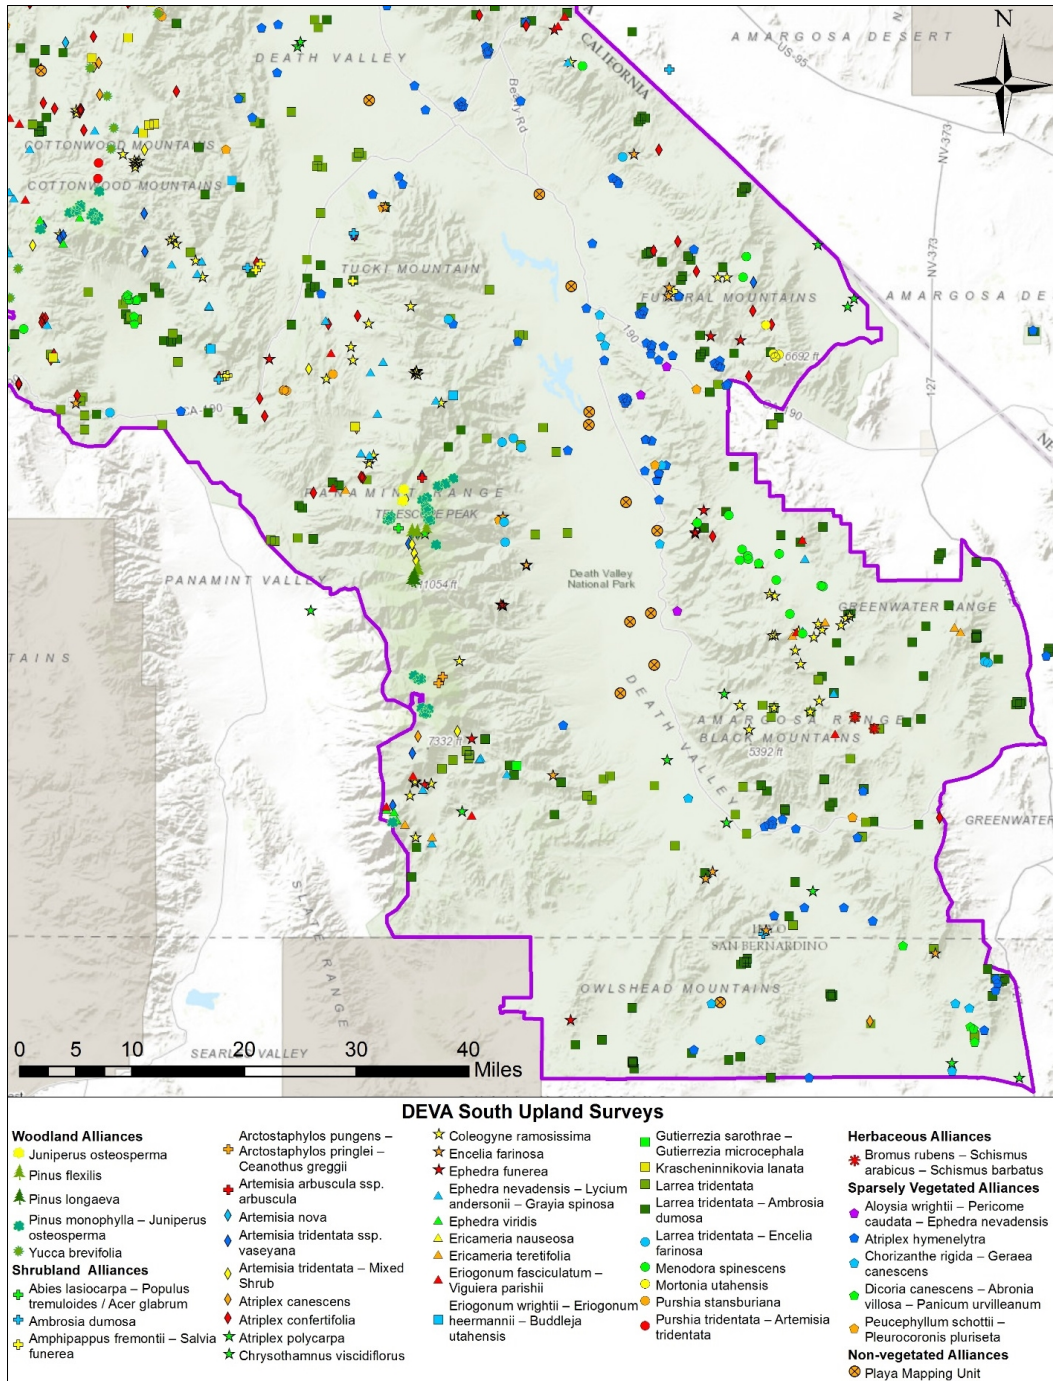 N
DEATH VALLEY
CALIFORNIA
AMARGOSA DESERT
US-95
Beatty Rd
NV-373
COTTONWOOD MOUNTAINS
COTTONWOOD MOUNTAINS
TUCKI MOUNTAIN
NV-373
FUNERAL MOUNTAINS
AMARGOSA DE
190
6692 ft
127
CA-190
CA-190
NE
PANAMINT RANGE
TELESCOPE PEAK
PANAMINT VALLEY
11054 ft
Death Valley
National Park
GREENWATER RANGE
CA-127
TAINS
DEATH VALLEY
AMARGOSA RANGE
BLACK MOUNTAINS
7332 ft
5392 ft
GREENWATER
SLATE RANGE
INYO
SAN BERNARDINO
OWLSHEAD MOUNTAINS
SEARLES VALLEY
0 5 10 20 30 40
Miles
DEVA South Upland Surveys
Woodland Alliances
Juniperus osteosperma
Pinus flexilis
Pinus longaeva
Pinus monophylla – Juniperus
osteosperma
Yucca brevifolia
Shrubland Alliances
Abies lasiocarpa – Populus
tremuloides / Acer glabrum
Ambrosia dumosa
Amphipappus fremontii – Salvia
funerea
Arctostaphylos pungens –
Arctostaphylos pringlei –
Ceanothus greggii
Artemisia arbuscula ssp.
arbuscula
Artemisia nova
Artemisia tridentata ssp.
vaseyana
Artemisia tridentata – Mixed
Shrub
Atriplex canescens
Atriplex confertifolia
Atriplex polycarpa
Chrysothamnus viscidiflorus
Coleogyne ramosissima
Encelia farinosa
Ephedra funerea
Ephedra nevadensis – Lycium
andersonii – Grayia spinosa
Ephedra viridis
Ericameria nauseosa
Ericameria teretifolia
Eriogonum fasciculatum –
Viguiera parishii
Eriogonum wrightii – Eriogonum
heermannii – Buddleja
utahensis
Gutierrezia sarothrae –
Gutierrezia microcephala
Krascheninnikovia lanata
Larrea tridentata
Larrea tridentata – Ambrosia
dumosa
Larrea tridentata – Encelia
farinosa
Menodora spinescens
Mortonia utahensis
Purshia stansburiana
Purshia tridentata – Artemisia
tridentata
Herbaceous Alliances
Bromus rubens – Schismus
arabicus – Schismus barbatus
Sparsely Vegetated Alliances
Aloysia wrightii – Pericome
caudata – Ephedra nevadensis
Atriplex hymenelytra
Chorizanthe rigida – Geraea
canescens
Dicoria canescens – Abronia
villosa – Panicum urvilleanum
Peucephyllum schottii –
Pleurocoronis pluriseta
Non-vegetated Alliances
Playa Mapping Unit